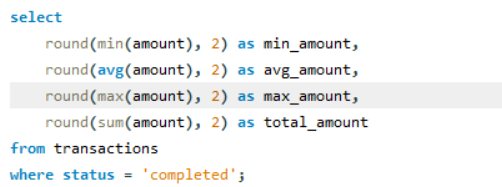 select
    round(min(amount), 2) as min_amount,
    round(avg(amount), 2) as avg_amount,
    round(max(amount), 2) as max_amount,
    round(sum(amount), 2) as total_amount
from transactions
where status = 'completed';